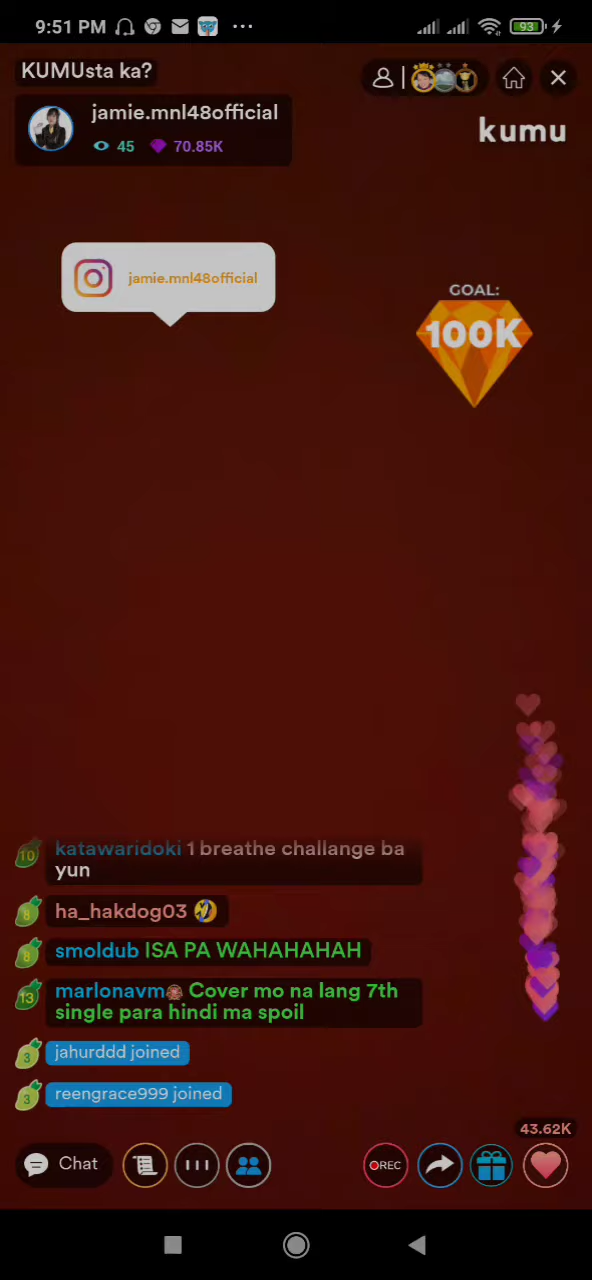 9:51 PM
93
KUMUsta ka?
jamie.mnl48official
45 70.85K
kumu
jamie.mnl48official
GOAL:
100K
10 katawaridoki 1 breathe challange ba
yun
8 ha_hakdog03 🤣
8 smoldub ISA PA WAHAHAHAH
13 marlonavm🙈 Cover mo na lang 7th
single para hindi ma spoil
3 jahurddd joined
3 reengrace999 joined
43.62K
Chat
REC